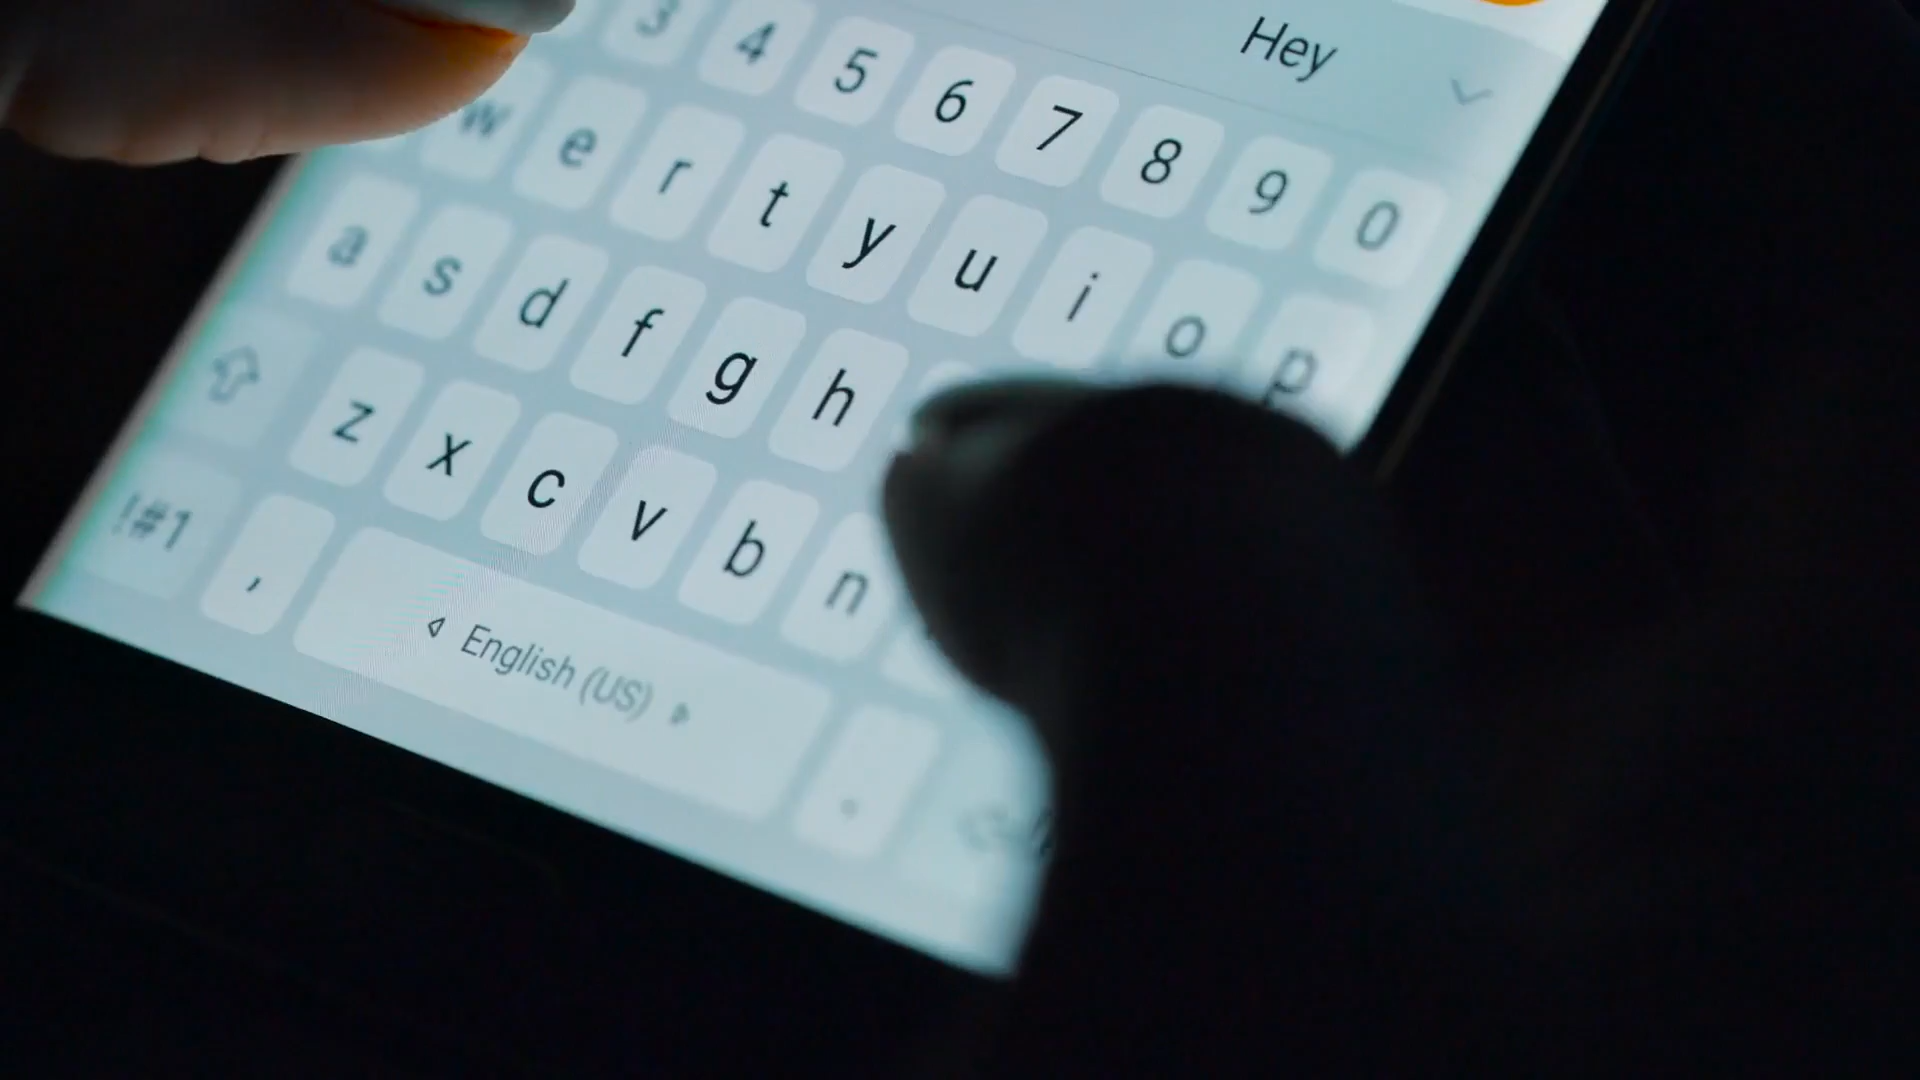 Hey
3 4 5 6 7 8 9 0
w e r t y u i o p
a s d f g h
z x c v b n
!#1 , English (US) .